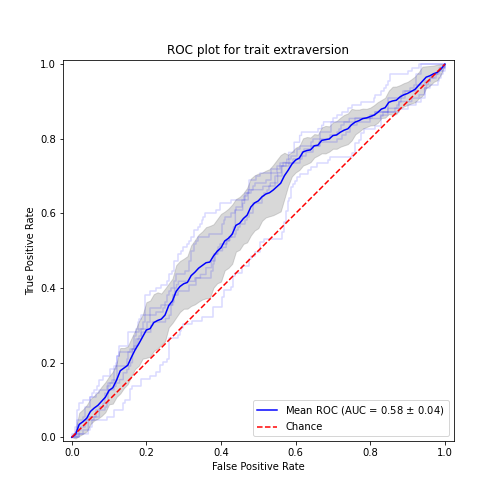 ROC plot for trait extraversion
1.0
0.8
0.6
0.4
0.2
0.0
True Positive Rate
Mean ROC (AUC = 0.58 ± 0.04)
Chance
0.0 0.2 0.4 0.6 0.8 1.0
False Positive Rate